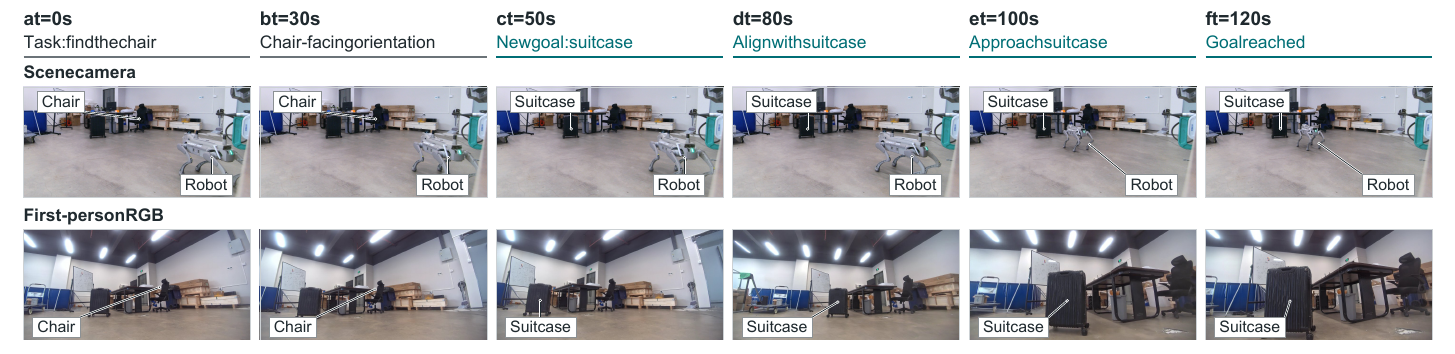 at=0s
bt=30s
ct=50s
dt=80s
et=100s
ft=120s
Task:findthechair
Chair-facingorientation
Newgoal:suitcase
Alignwithsuitcase
Approachsuitcase
Goalreached
Scenecamera
Chair
Robot
Chair
Robot
Suitcase
Robot
Suitcase
Robot
Suitcase
Robot
Suitcase
Robot
First-personRGB
Chair
Chair
Suitcase
Suitcase
Suitcase
Suitcase